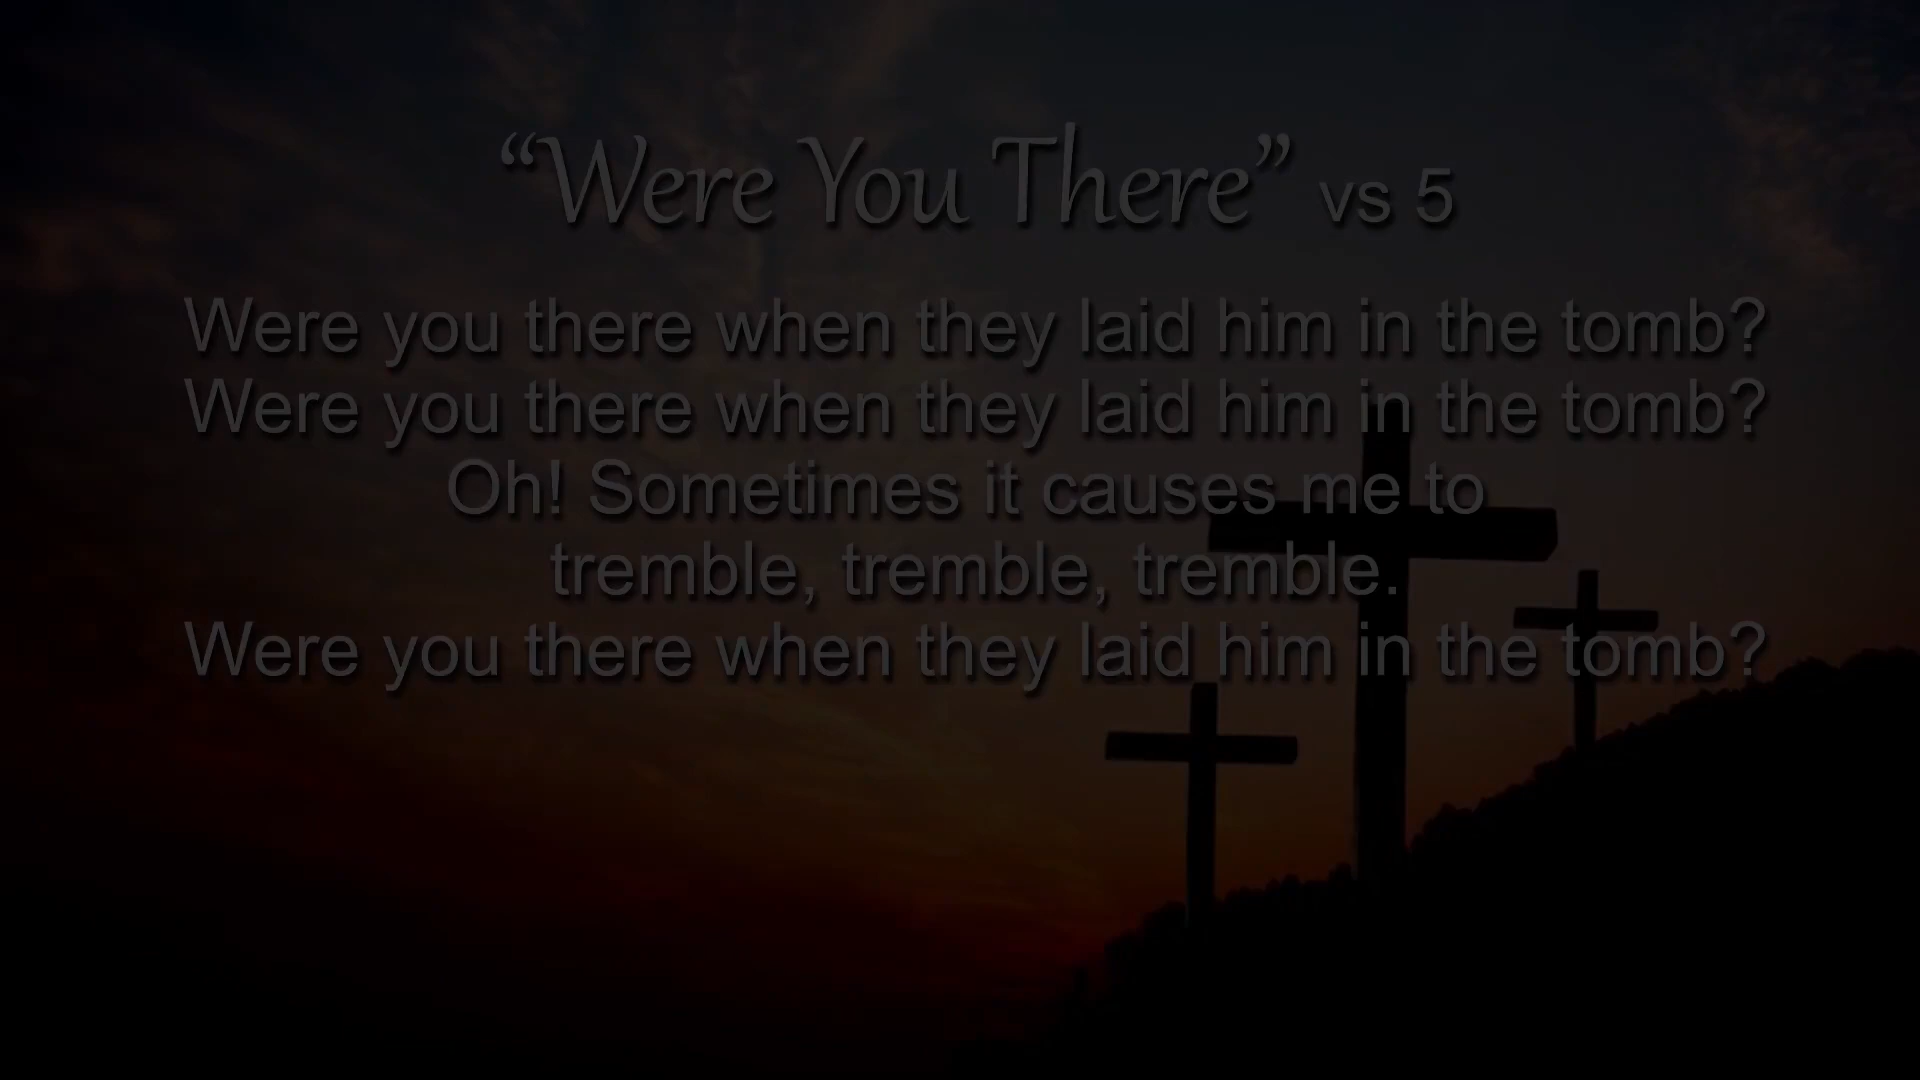 “Were You There” vs 5
Were you there when they laid him in the tomb?
Were you there when they laid him in the tomb?
Oh! Sometimes it causes me to
tremble, tremble, tremble.
Were you there when they laid him in the tomb?